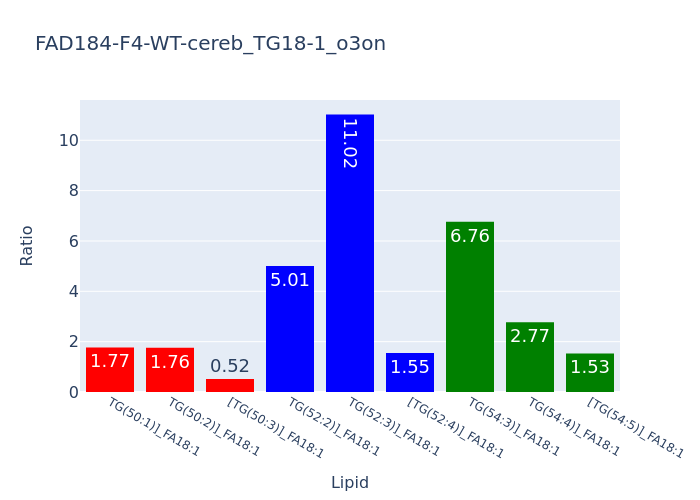 FAD184-F4-WT-cereb_TG18-1_o3on
Ratio
10
8
6
4
2
0
1.77
1.76
0.52
5.01
11.02
1.55
6.76
2.77
1.53
TG(50:1)]_FA18:1
TG(50:2)]_FA18:1
[TG(50:3)]_FA18:1
TG(52:2)]_FA18:1
TG(52:3)]_FA18:1
[TG(52:4)]_FA18:1
TG(54:3)]_FA18:1
TG(54:4)]_FA18:1
[TG(54:5)]_FA18:1
Lipid